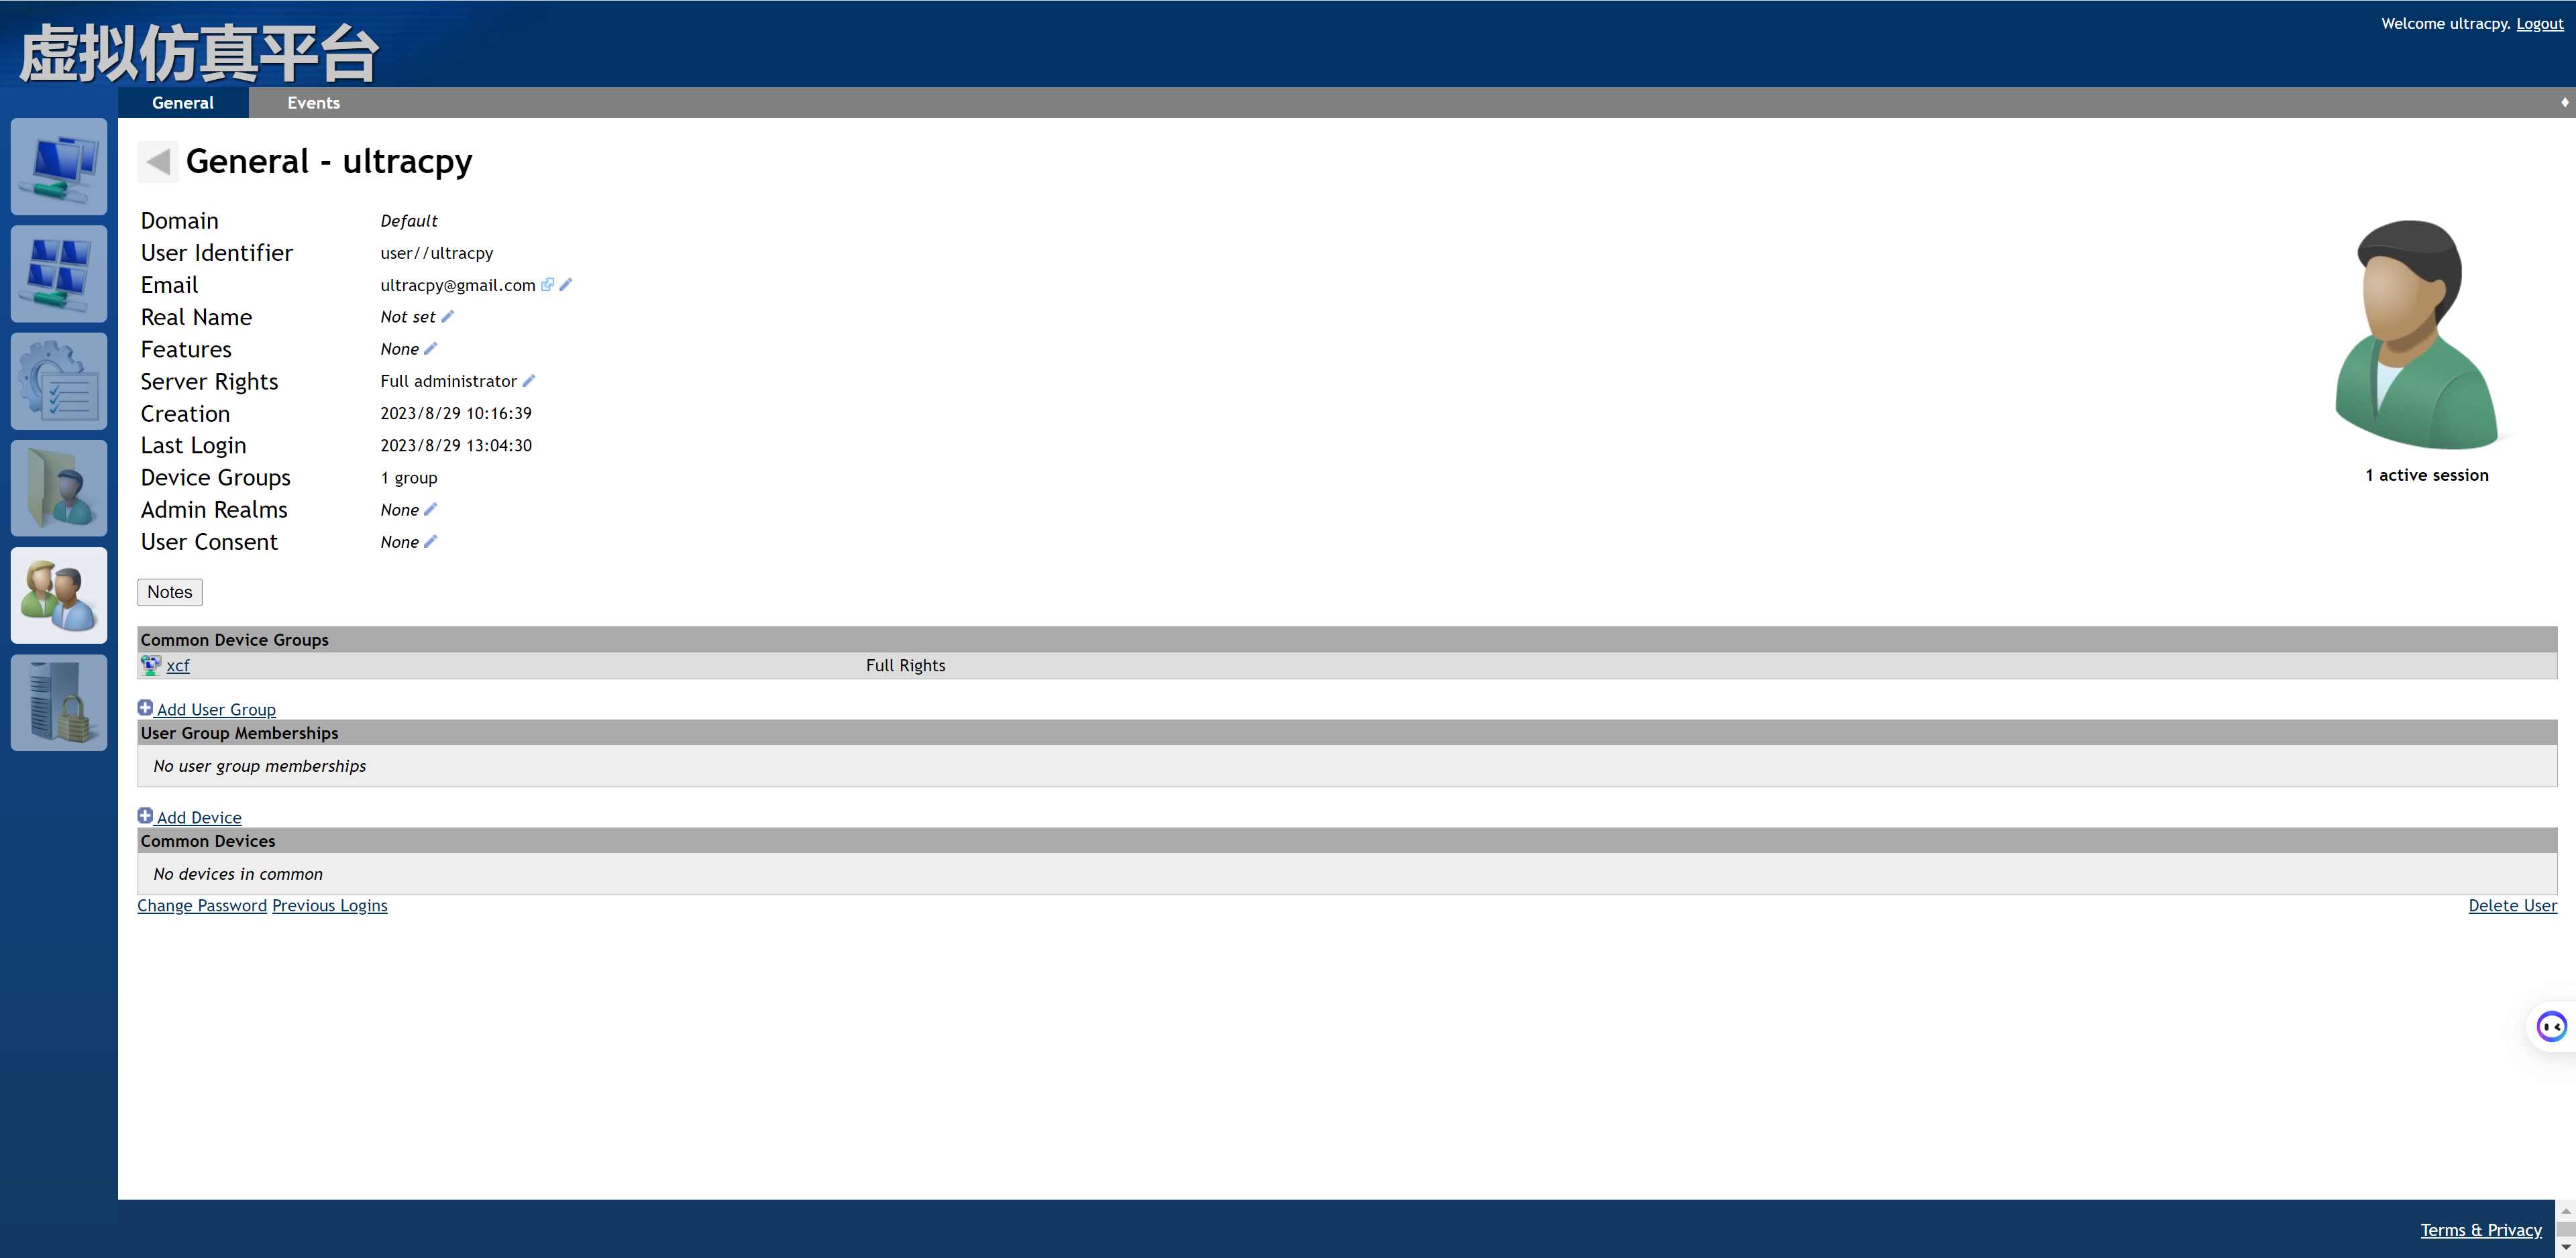 虚拟仿真平台
Welcome ultracpy. Logout
General Events
General - ultracpy
Domain Default
User Identifier user//ultracpy
Email ultracpy@gmail.com
Real Name Not set
Features None
Server Rights Full administrator
Creation 2023/8/29 10:16:39
Last Login 2023/8/29 13:04:30
Device Groups 1 group
Admin Realms None
User Consent None
1 active session
Notes
Common Device Groups
xcf Full Rights
Add User Group
User Group Memberships
No user group memberships
Add Device
Common Devices
No devices in common
Change Password Previous Logins Delete User
Terms & Privacy